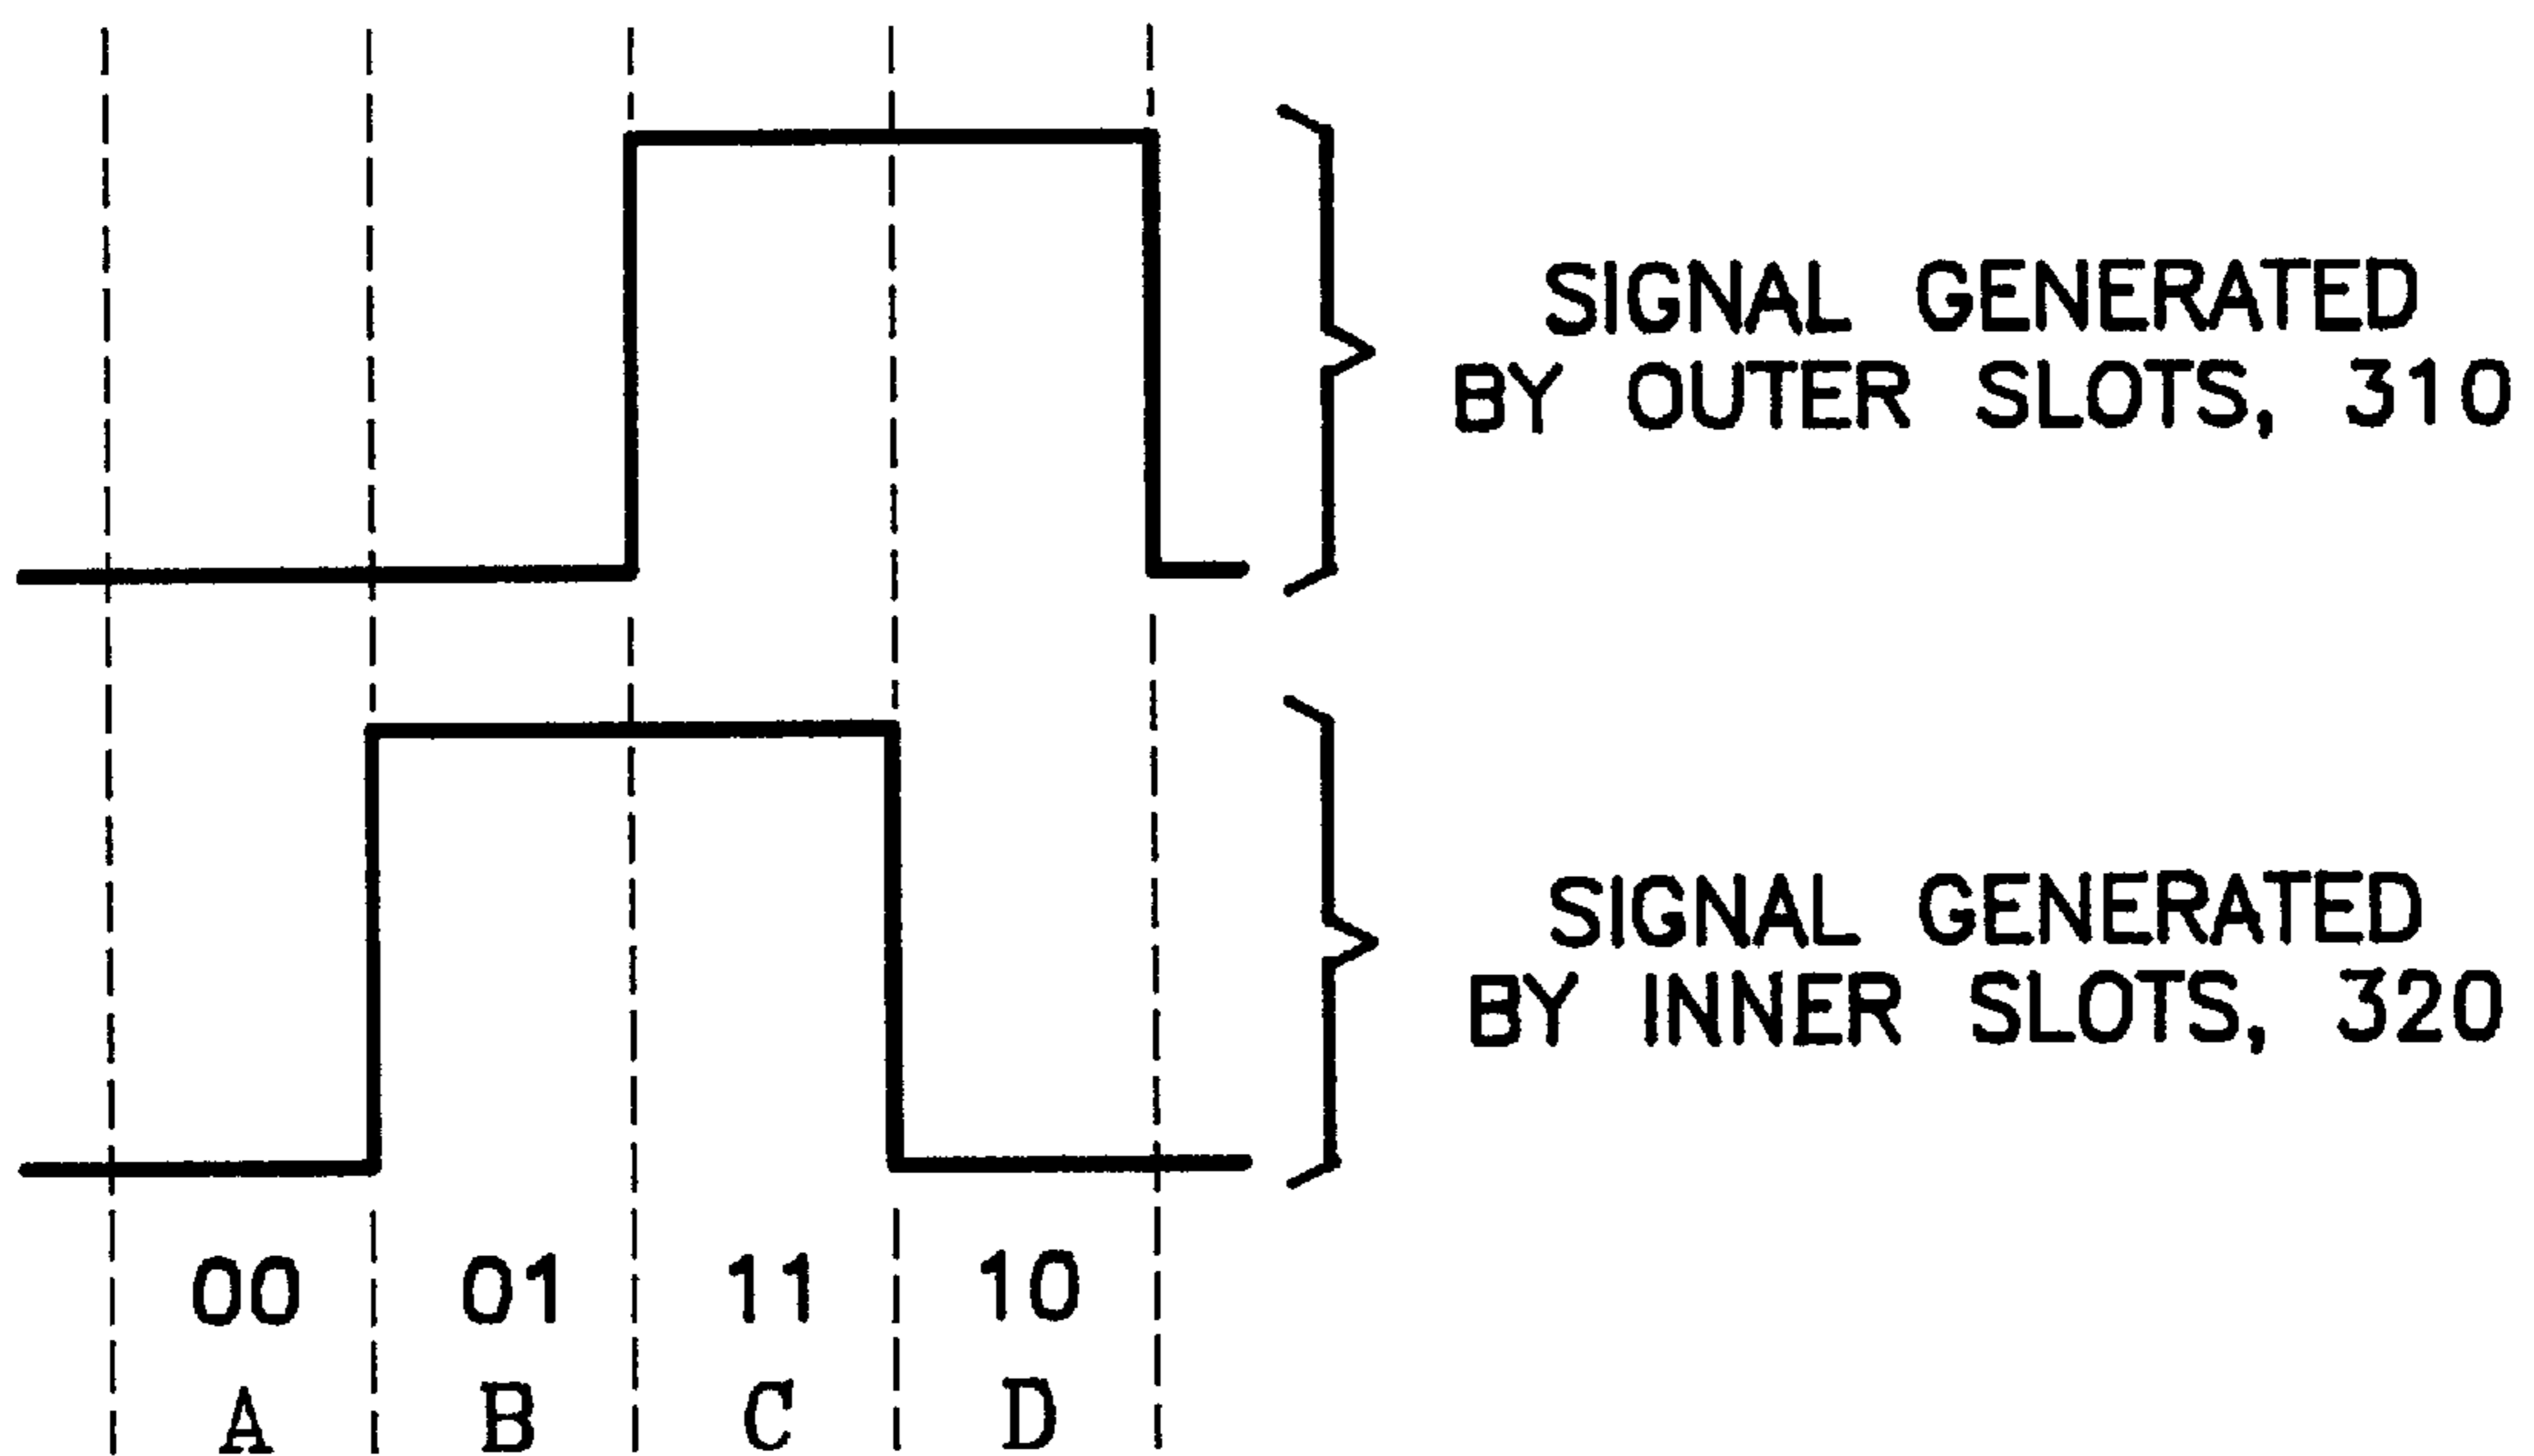 SIGNAL GENERATED
BY OUTER SLOTS, 310
SIGNAL GENERATED
BY INNER SLOTS, 320
00 01 11 10
A B C D